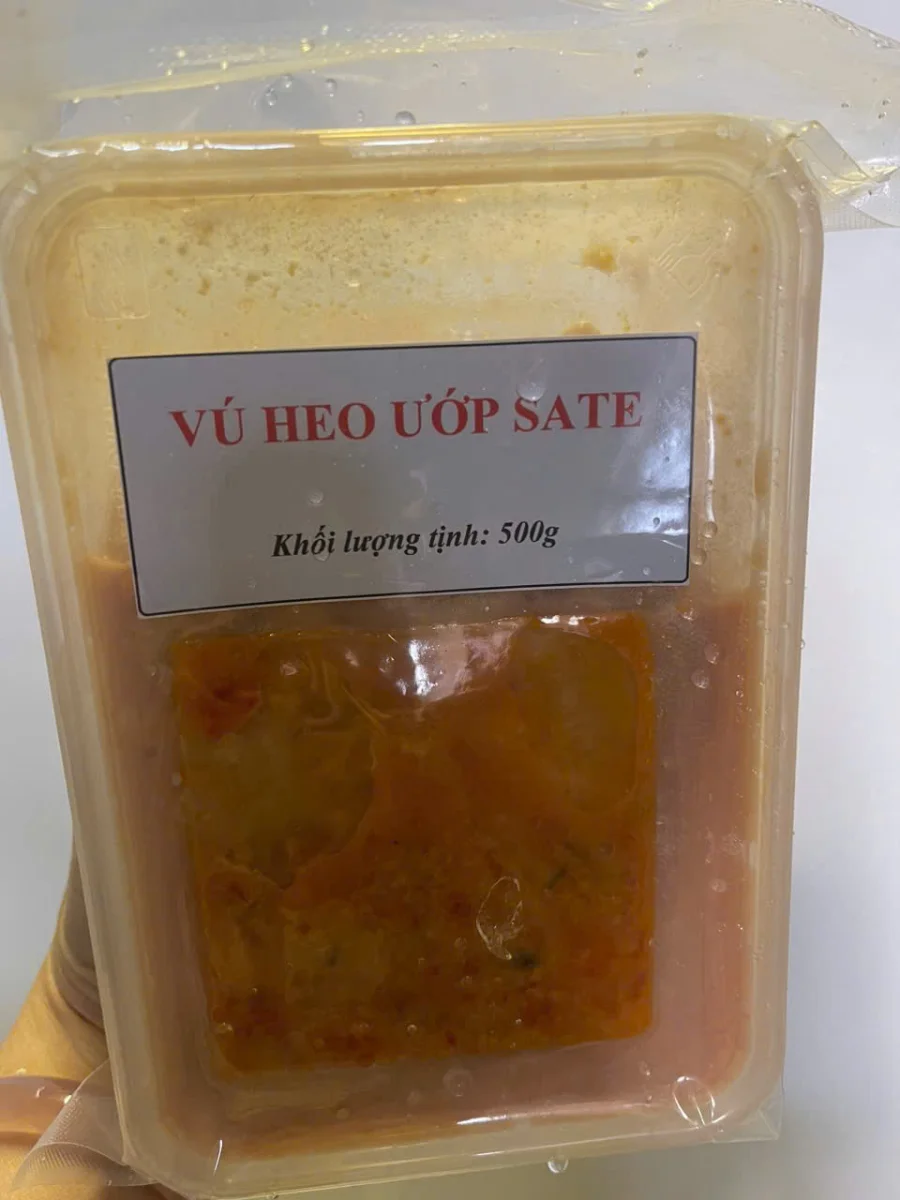 VÚ HEO ƯỚP SATE
Khối lượng tịnh: 500g